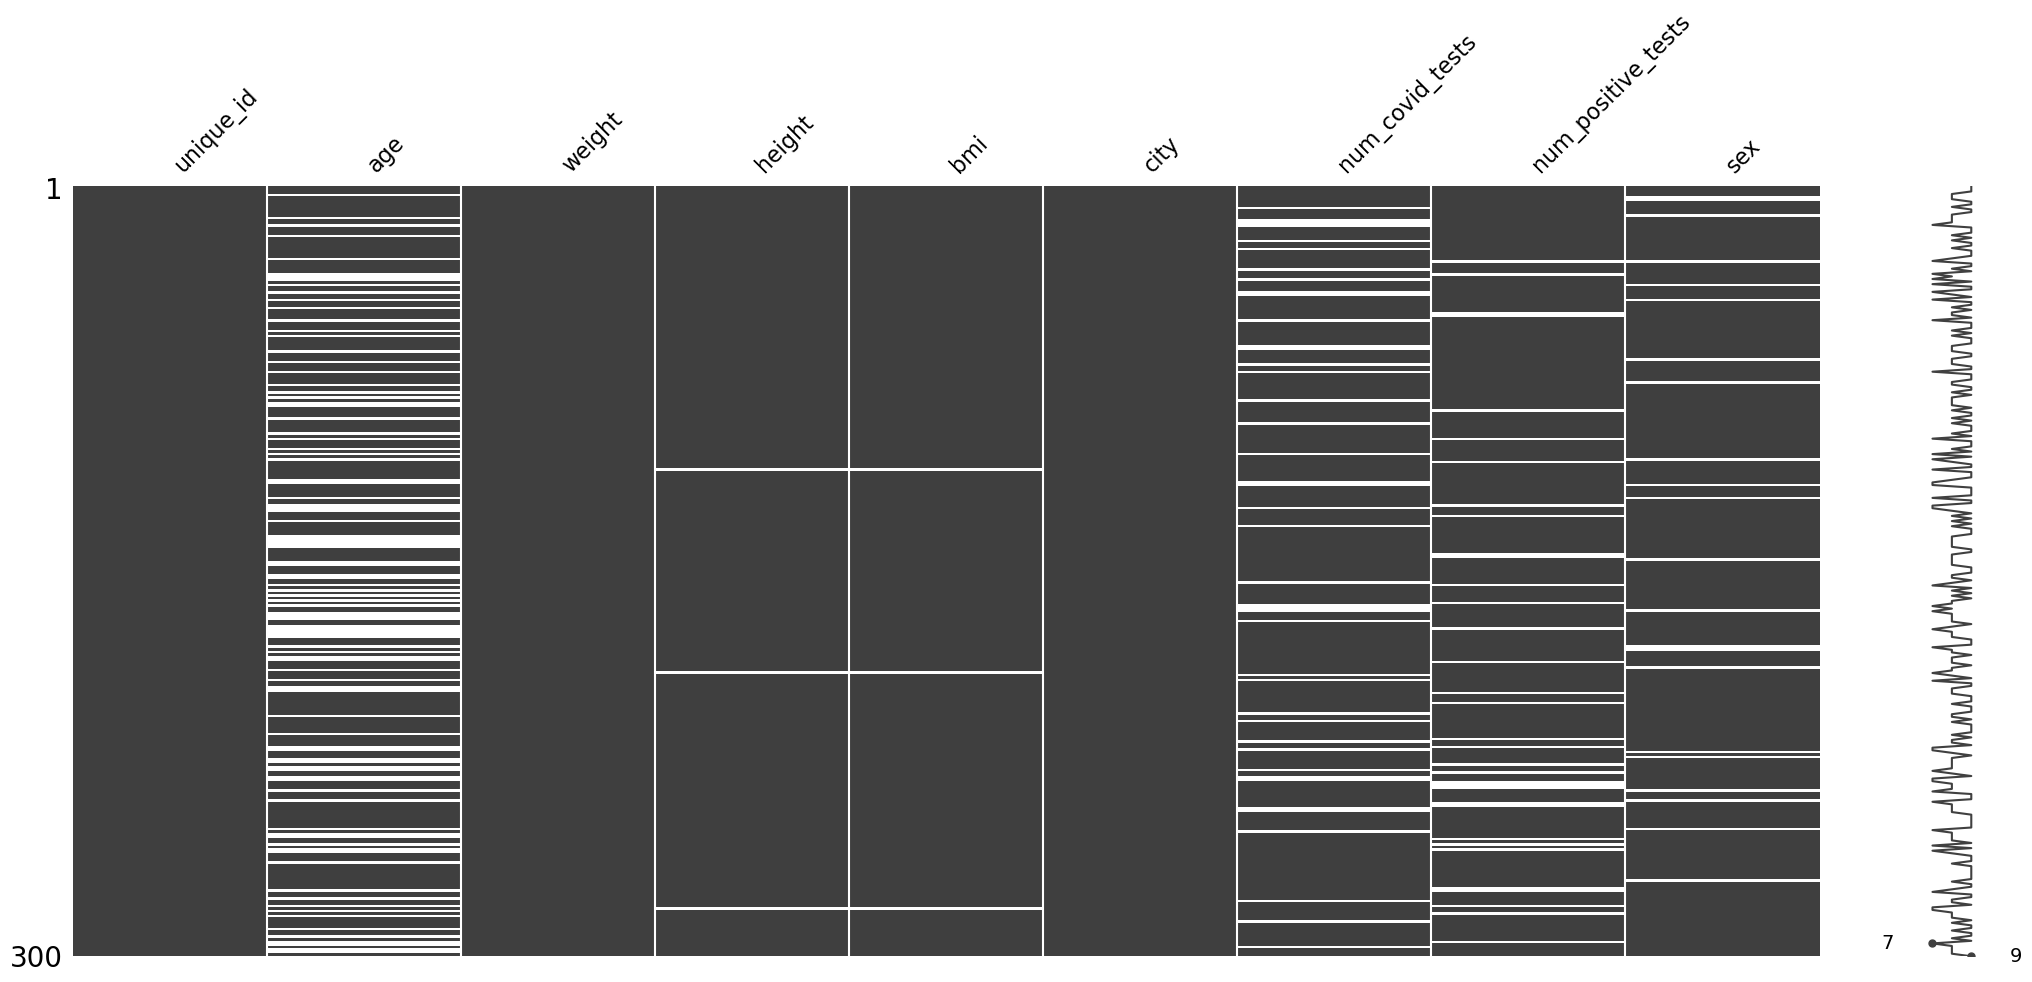 unique_id
age
weight
height
bmi
city
num_covid_tests
num_positive_tests
sex
1
300
7
9